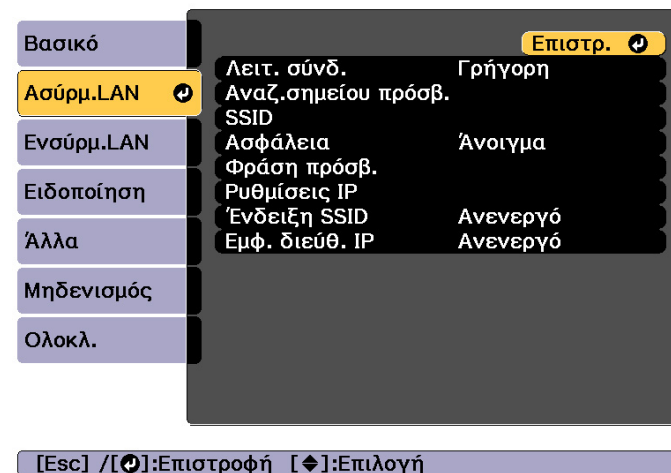 Βασικό
Ασύρμ.LAN
Ενσύρμ.LAN
Ειδοποίηση
Άλλα
Μηδενισμός
Ολοκλ.
Επιστρ.
Λειτ. σύνδ. Γρήγορη
Αναζ.σημείου πρόσβ.
SSID
Ασφάλεια Άνοιγμα
Φράση πρόσβ.
Ρυθμίσεις IP
Ένδειξη SSID Ανενεργό
Εμφ. διεύθ. IP Ανενεργό
[Esc] /[⏎]:Επιστροφή [◆]:Επιλογή